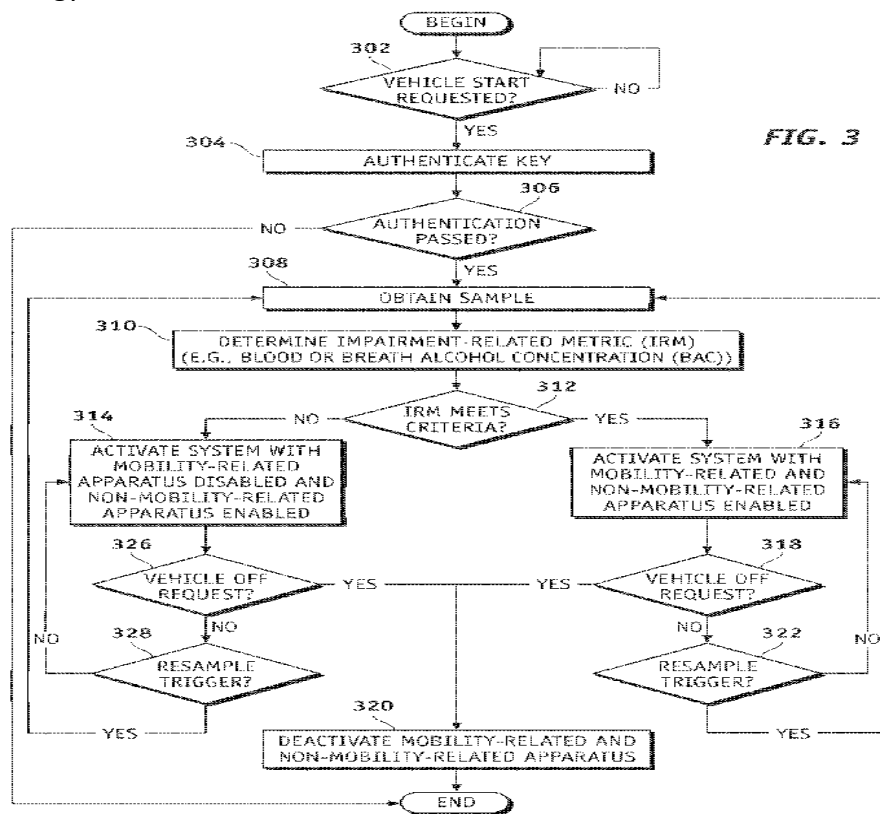 BEGIN
302
VEHICLE START
REQUESTED?
NO
YES
FIG. 3
304
AUTHENTICATE KEY
306
AUTHENTICATION
PASSED?
NO
YES
308
OBTAIN SAMPLE
310
DETERMINE IMPAIRMENT-RELATED METRIC (IRM)
(E.G., BLOOD OR BREATH ALCOHOL CONCENTRATION (BAC))
312
IRM MEETS
CRITERIA?
NO
YES
314
ACTIVATE SYSTEM WITH
MOBILITY-RELATED
APPARATUS DISABLED AND
NON-MOBILITY-RELATED
APPARATUS ENABLED
316
ACTIVATE SYSTEM WITH
MOBILITY-RELATED AND
NON-MOBILITY-RELATED
APPARATUS ENABLED
326
VEHICLE OFF
REQUEST?
YES
NO
318
VEHICLE OFF
REQUEST?
YES
NO
328
RESAMPLE
TRIGGER?
NO
YES
322
RESAMPLE
TRIGGER?
NO
YES
320
DEACTIVATE MOBILITY-RELATED AND
NON-MOBILITY-RELATED APPARATUS
END